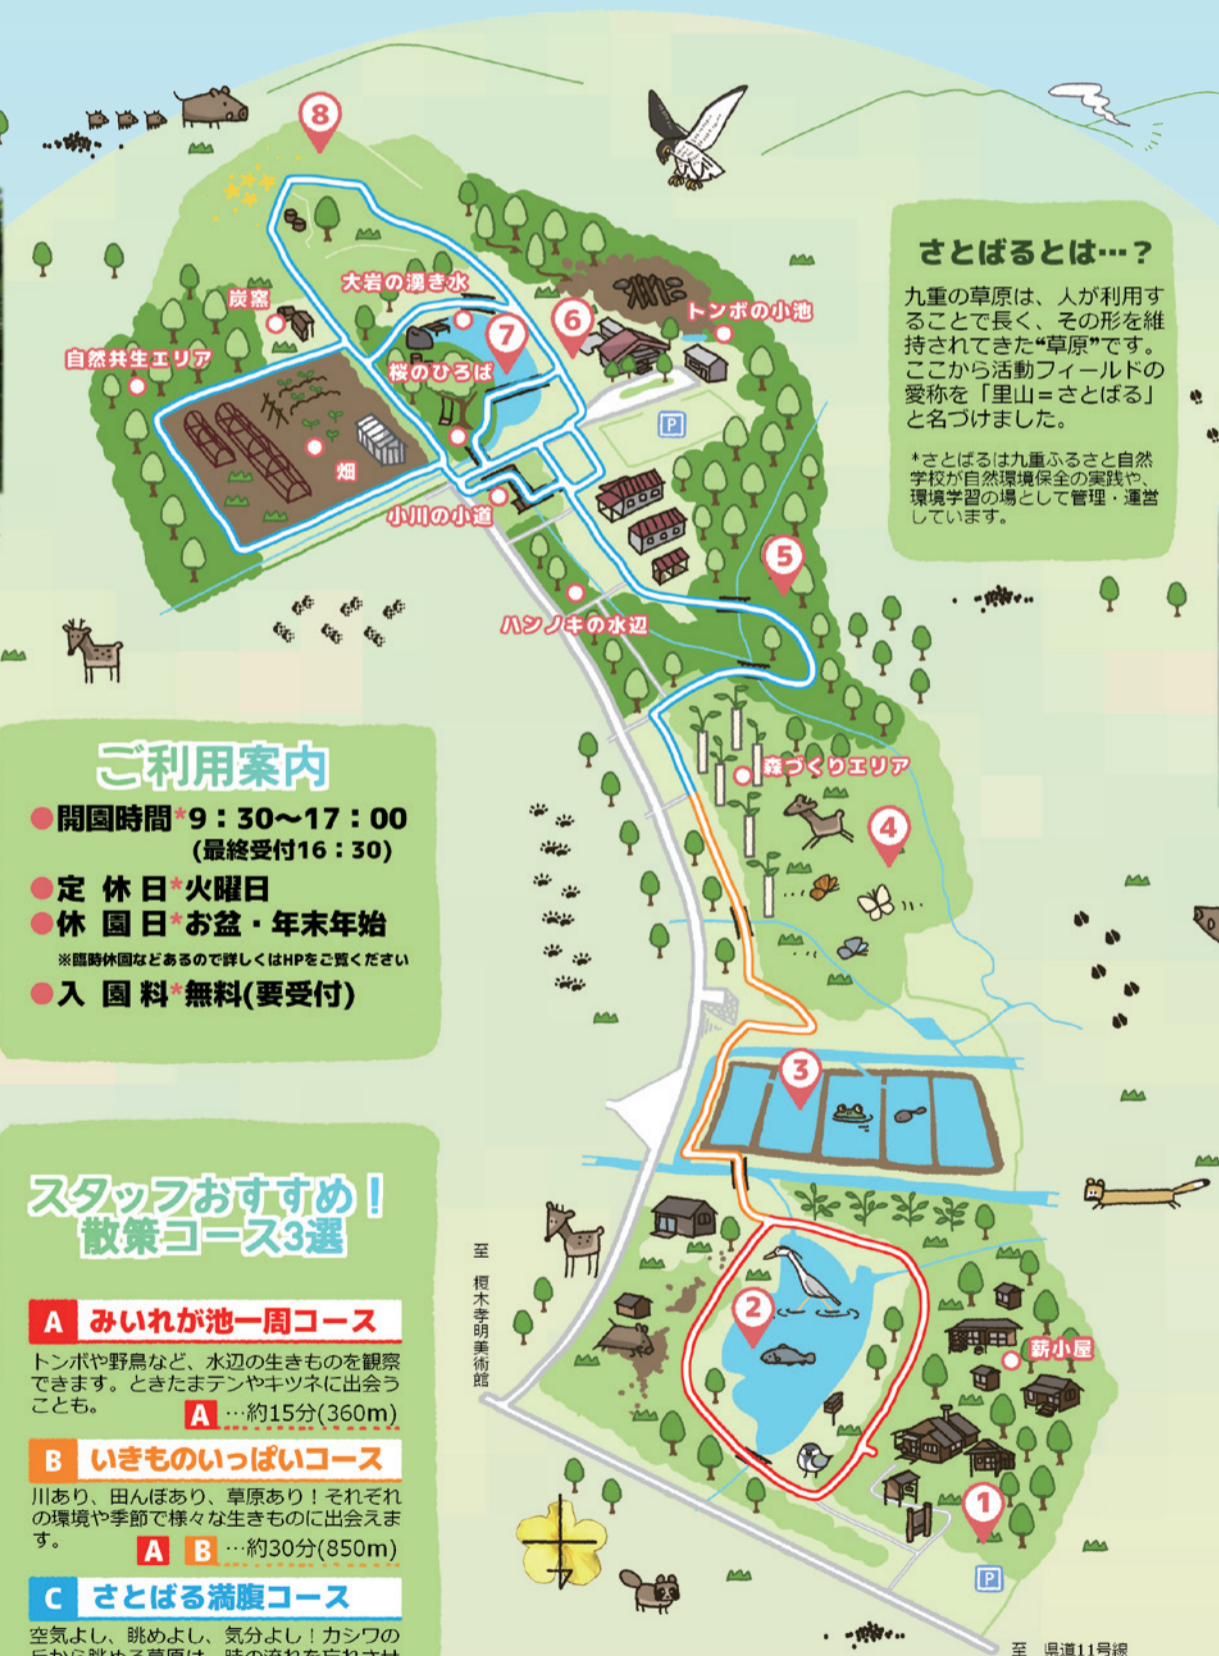 8
大岩の湧き水
炭窯
7
6
トンボの小池
自然共生エリア
桜のひろば
畑
P
小川の小道
5
ハンノキの水辺
さとばるとは…？
九重の草原は、人が利用す
ることで長く、その形を維
持されてきた“草原”です。
ここから活動フィールドの
愛称を「里山＝さとばる」
と名づけました。
*さとばるは九重ふるさと自然
学校が自然環境保全の実践や、
環境学習の場として管理・運営
しています。
森づくりエリア
4
3
2
薪小屋
1
P
至 榎木孝明美術館
至 県道11号線
ご利用案内
●開園時間*9：30～17：00
(最終受付16：30)
●定休日*火曜日
●休園日*お盆・年末年始
※臨時休園などあるので詳しくはHPをご覧ください
●入園料*無料(要受付)
スタッフおすすめ！
散策コース3選
A みいれが池一周コース
トンボや野鳥など、水辺の生きものを観察
できます。ときたまテンやキツネに出会う
ことも。
A …約15分(360m)
B いきものいっぱいコース
川あり、田んぼあり、草原あり！それぞれ
の環境や季節で様々な生きものに出会えま
す。
A B …約30分(850m)
C さとばる満腹コース
空気よし、眺めよし、気分よし！カシワの
丘から眺める草原は、時の流れを忘れさせ